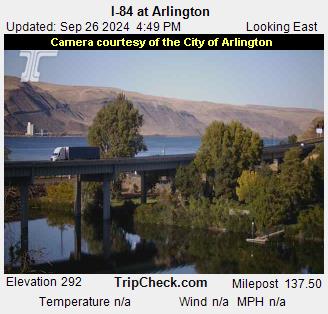 I-84 at Arlington
Updated: Sep 26 2024 4:49 PM Looking East
Camera courtesy of the City of Arlington
Elevation 292 TripCheck.com Milepost 137.50
Temperature n/a Wind n/a MPH n/a